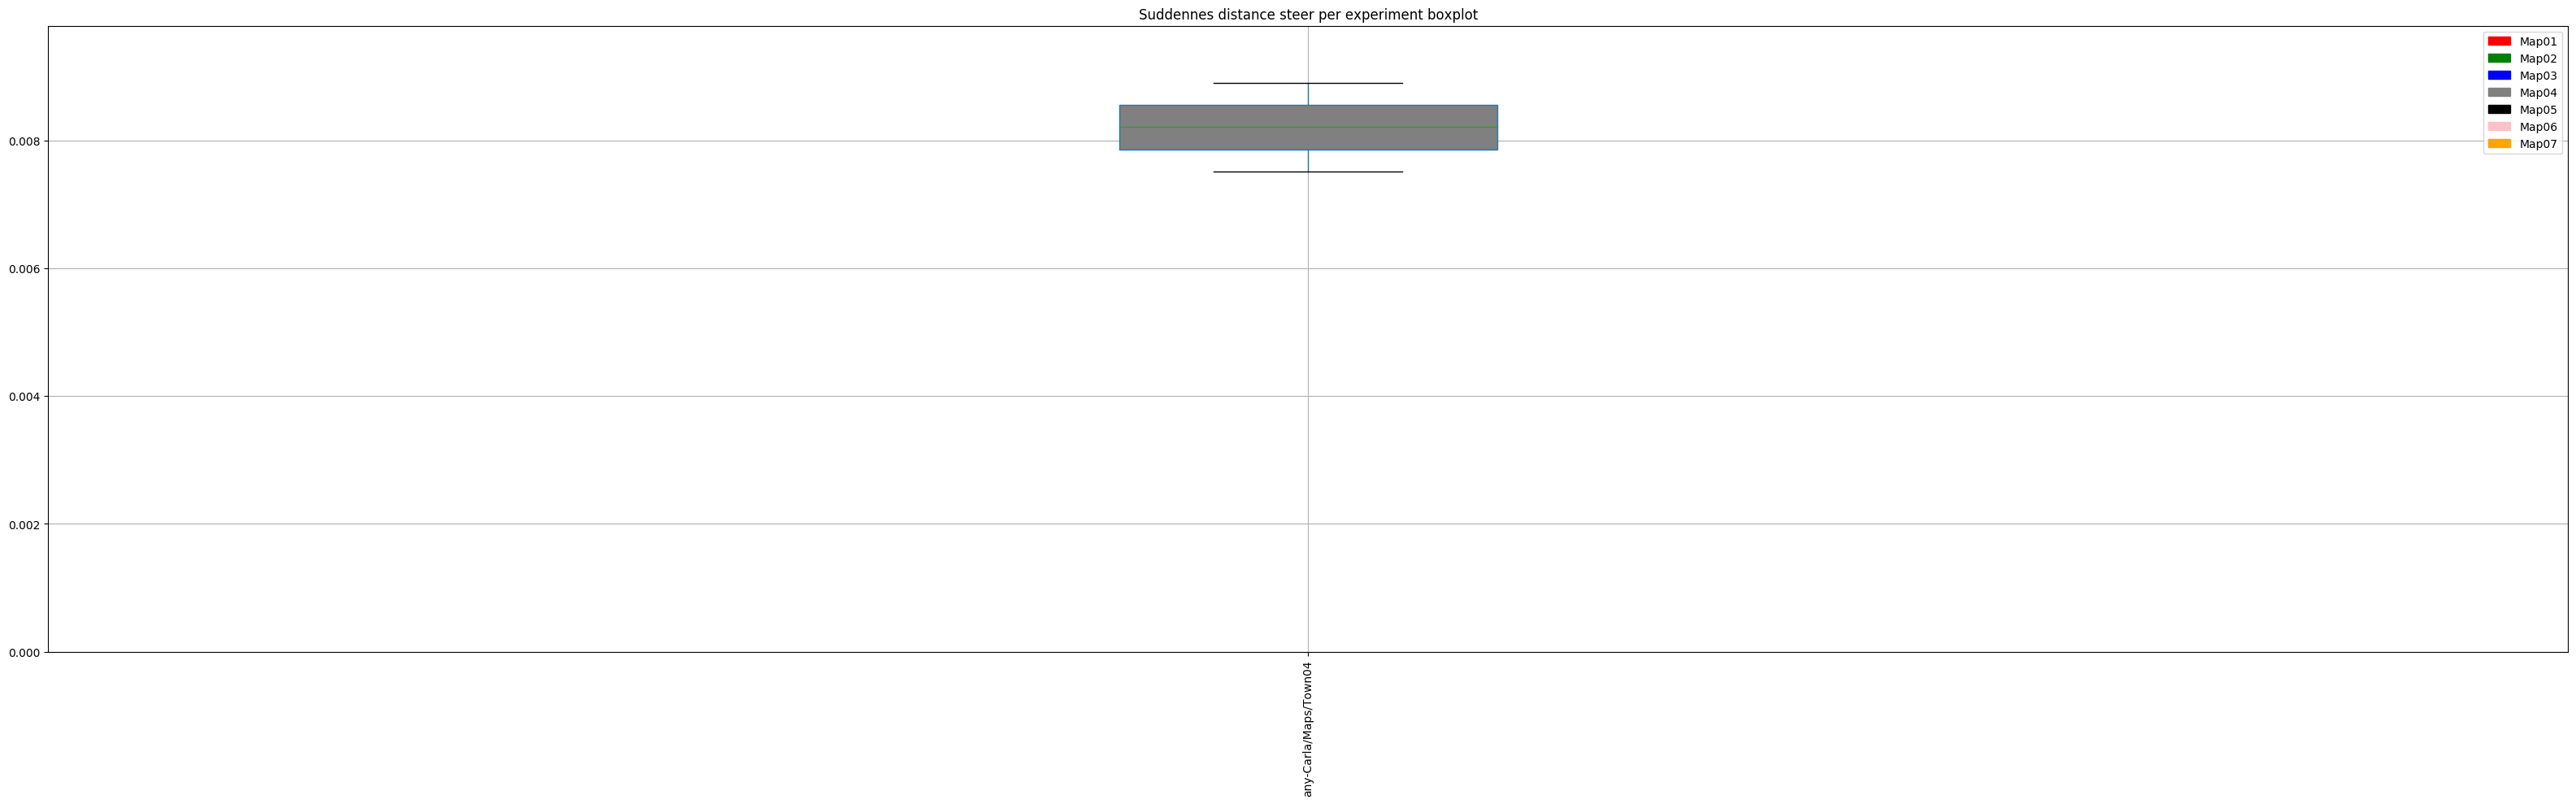 Suddennes distance steer per experiment boxplot
Map01
Map02
Map03
Map04
Map05
Map06
Map07
0.008
0.006
0.004
0.002
0.000
any-Carla/Maps/Town04